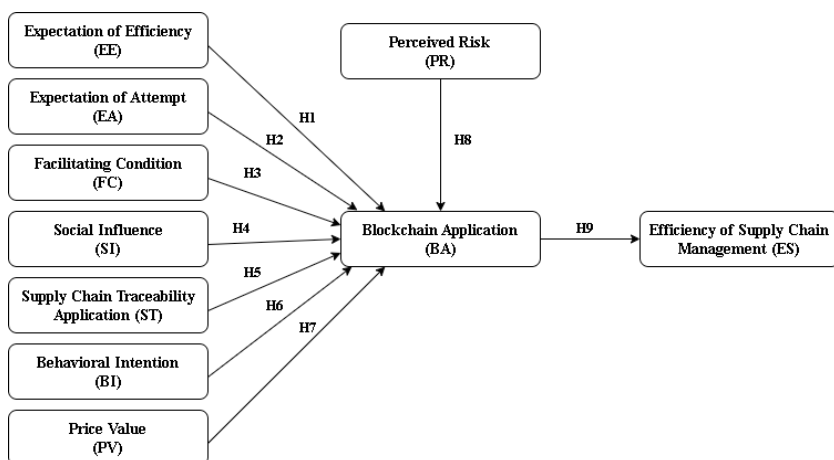 Expectation of Efficiency
(EE)
Perceived Risk
(PR)
Expectation of Attempt
(EA)
H1
H2
H8
Facilitating Condition
(FC)
H3
Social Influence
(SI)
H4
Blockchain Application
(BA)
H9
Efficiency of Supply Chain
Management (ES)
Supply Chain Traceability
Application (ST)
H5
H6
H7
Behavioral Intention
(BI)
Price Value
(PV)